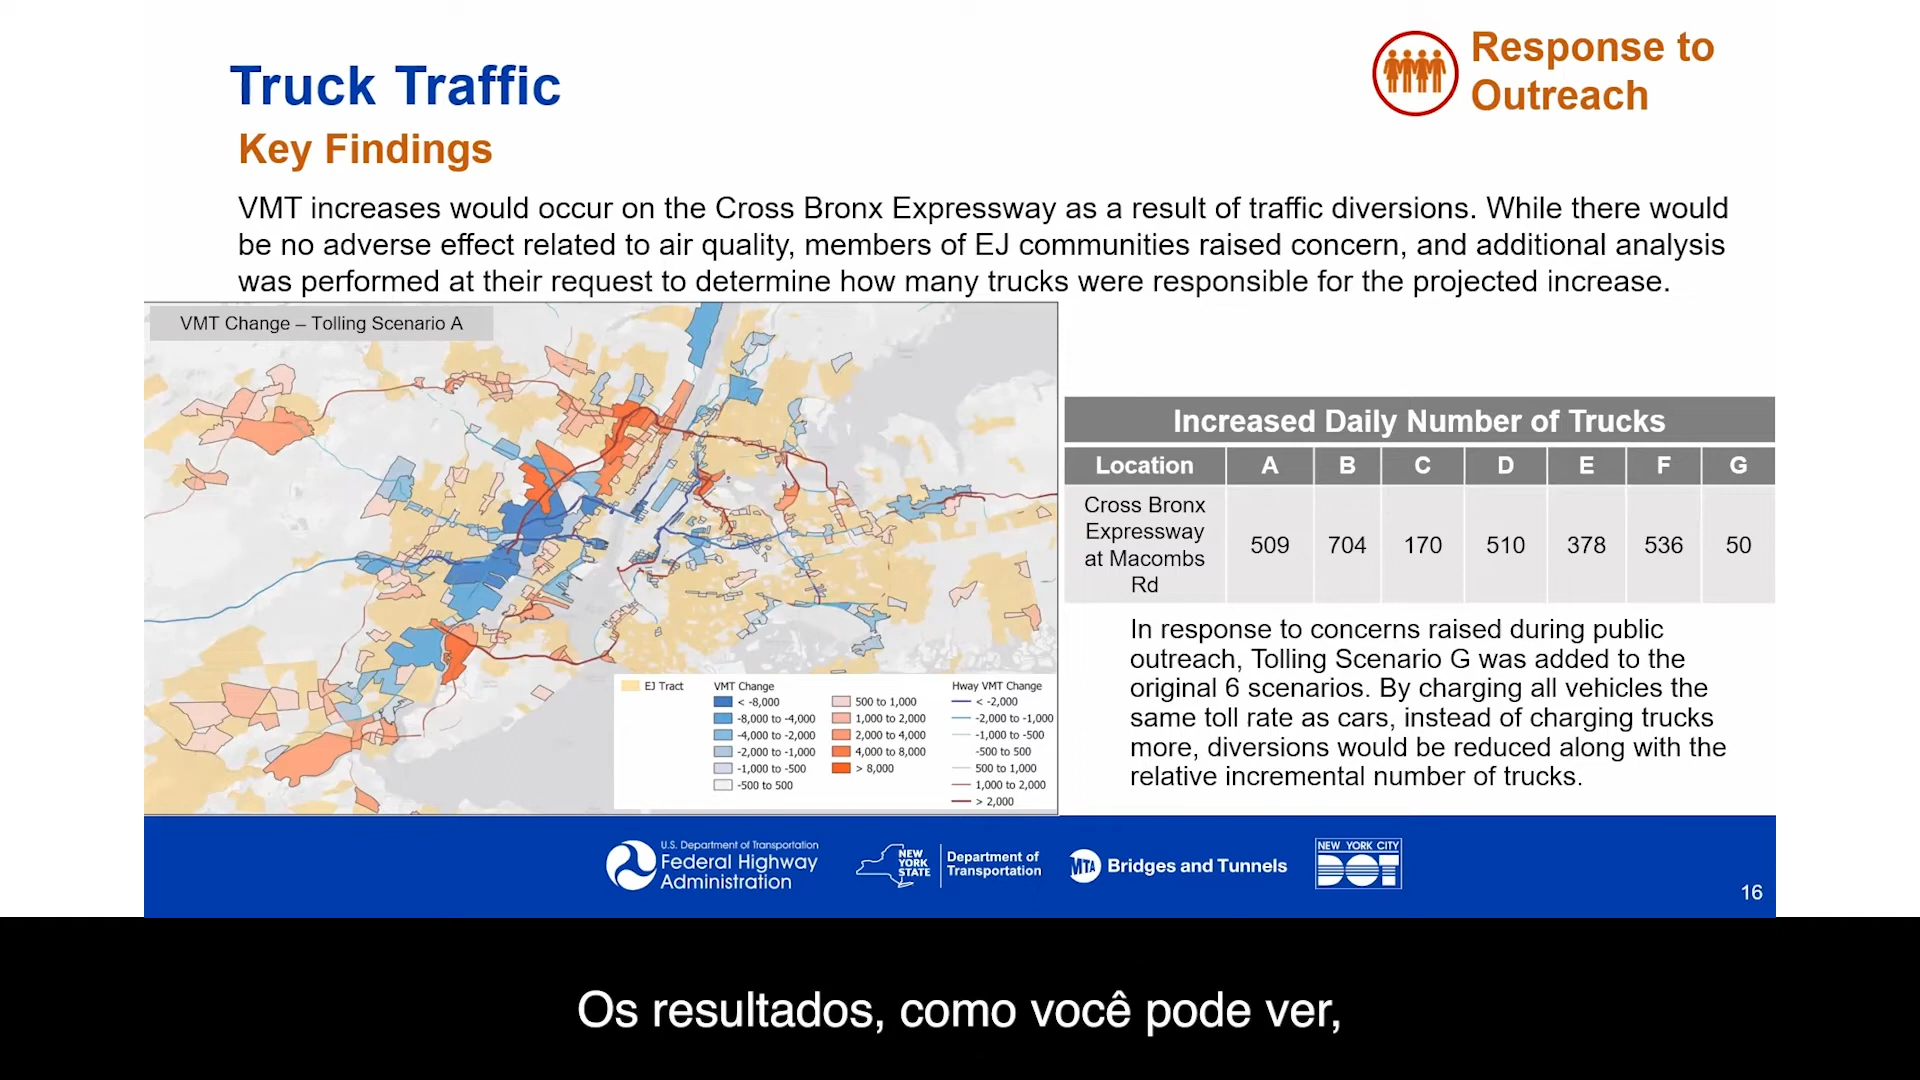 Response to
Outreach
Truck Traffic
Key Findings
VMT increases would occur on the Cross Bronx Expressway as a result of traffic diversions. While there would
be no adverse effect related to air quality, members of EJ communities raised concern, and additional analysis
was performed at their request to determine how many trucks were responsible for the projected increase.
VMT Change – Tolling Scenario A
EJ Tract
VMT Change
< -8,000
-8,000 to -4,000
-4,000 to -2,000
-2,000 to -1,000
-1,000 to -500
-500 to 500
500 to 1,000
1,000 to 2,000
2,000 to 4,000
4,000 to 8,000
> 8,000
Hway VMT Change
< -2,000
-2,000 to -1,000
-1,000 to -500
-500 to 500
500 to 1,000
1,000 to 2,000
> 2,000
Increased Daily Number of Trucks
Location A B C D E F G
Cross Bronx
Expressway
at Macombs
Rd
509 704 170 510 378 536 50
In response to concerns raised during public
outreach, Tolling Scenario G was added to the
original 6 scenarios. By charging all vehicles the
same toll rate as cars, instead of charging trucks
more, diversions would be reduced along with the
relative incremental number of trucks.
U.S. Department of Transportation
Federal Highway
Administration
NEW
YORK
STATE
Department of
Transportation
MTA Bridges and Tunnels
NEW YORK CITY
DOT
16
Os resultados, como você pode ver,